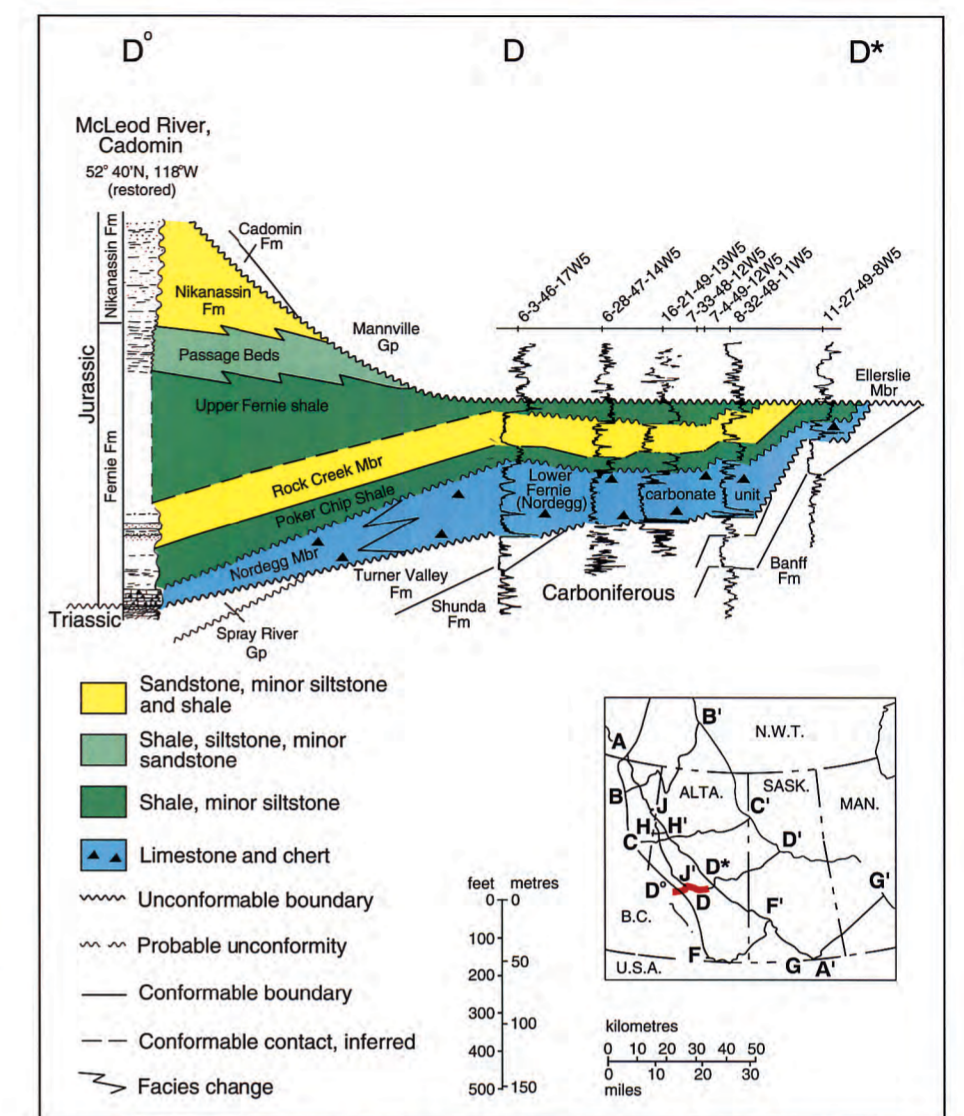 D° D D*
McLeod River,
Cadomin
52° 40'N, 118°W
(restored)
Nikanassin Fm
Jurassic
Fernie Fm
Triassic
Cadomin
Fm
Nikanassin
Fm
Mannville
Gp
Passage Beds
Upper Fernie shale
Rock Creek Mbr
Poker Chip Shale
Nordegg Mbr
6-3-46-17W5
6-28-47-14W5
16-21-49-13W5
7-33-48-12W5
7-4-49-12W5
8-32-48-11W5
11-27-49-8W5
Ellerslie
Mbr
Lower
Fernie
(Nordegg)
carbonate unit
Turner Valley
Fm
Shunda
Fm
Spray River
Gp
Carboniferous
Banff
Fm
Sandstone, minor siltstone
and shale
Shale, siltstone, minor
sandstone
Shale, minor siltstone
Limestone and chert
Unconformable boundary
Probable unconformity
Conformable boundary
Conformable contact, inferred
Facies change
feet metres
0 0
100
50
200
300
100
400
500 150
B'
A
N.W.T.
B
J
ALTA.
SASK.
C'
MAN.
H H'
C
D'
J' D*
D°
D
G'
B.C.
F'
F
G A'
U.S.A.
kilometres
0 10 20 30 40 50
0 10 20 30
miles